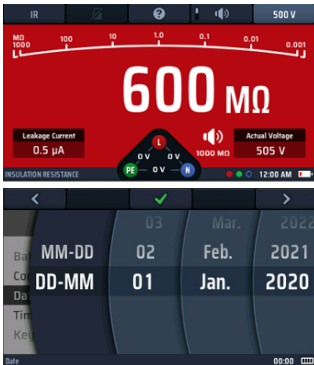 IR
?
500 V
MΩ
1000 100 10 1.0 0.1 0.01 0.001
600 MΩ
Leakage Current
0.5 µA
L
0 V 0 V
PE 0 V N
1000 MΩ
Actual Voltage
505 V
INSULATION RESISTANCE
12:00 AM
03 Mar. 2022
MM-DD 02 Feb. 2021
DD-MM 01 Jan. 2020
Date
00:00